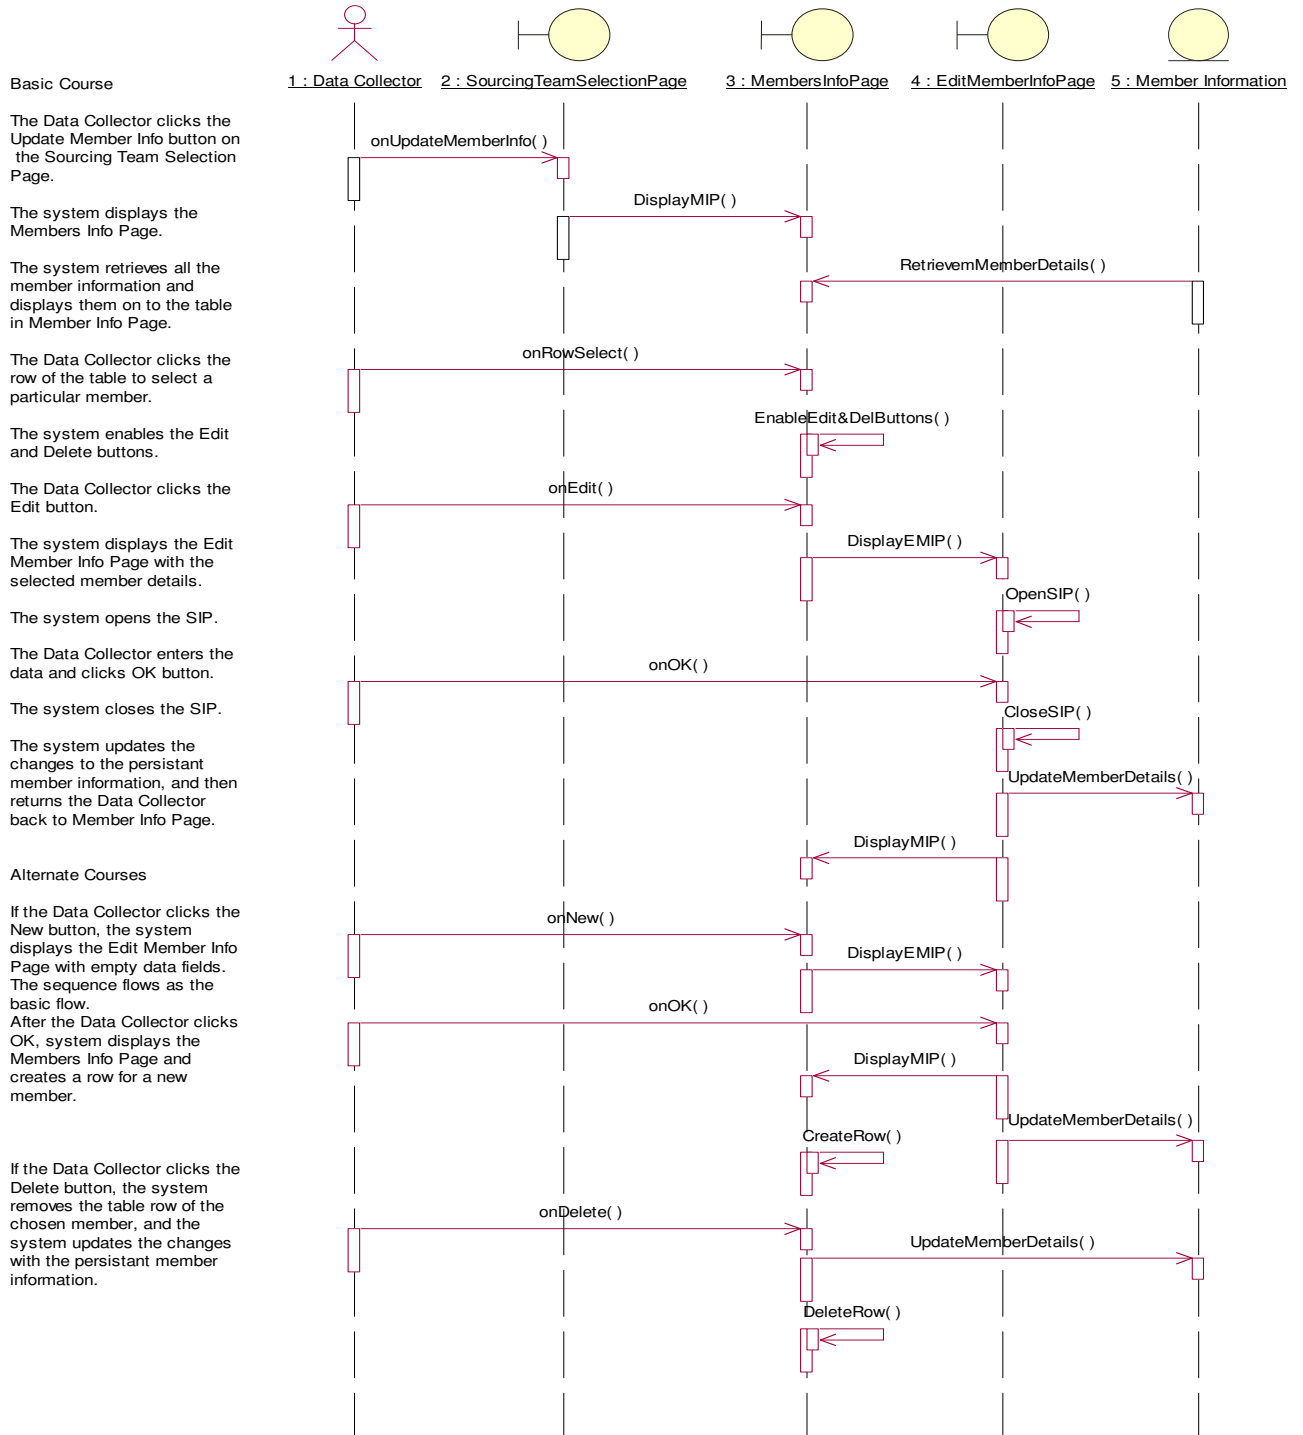 1 : Data Collector
2 : SourcingTeamSelectionPage
3 : MembersInfoPage
4 : EditMemberInfoPage
5 : Member Information
Basic Course
The Data Collector clicks the
Update Member Info button on
the Sourcing Team Selection
Page.
onUpdateMemberInfo( )
The system displays the
Members Info Page.
DisplayMIP( )
The system retrieves all the
member information and
displays them on to the table
in Member Info Page.
RetrievemMemberDetails( )
The Data Collector clicks the
row of the table to select a
particular member.
onRowSelect( )
The system enables the Edit
and Delete buttons.
EnableEdit&DelButtons( )
The Data Collector clicks the
Edit button.
onEdit( )
The system displays the Edit
Member Info Page with the
selected member details.
DisplayEMIP( )
The system opens the SIP.
OpenSIP( )
The Data Collector enters the
data and clicks OK button.
onOK( )
The system closes the SIP.
CloseSIP( )
The system updates the
changes to the persistant
member information, and then
returns the Data Collector
back to Member Info Page.
UpdateMemberDetails( )
DisplayMIP( )
Alternate Courses
If the Data Collector clicks the
New button, the system
displays the Edit Member Info
Page with empty data fields.
The sequence flows as the
basic flow.
onNew( )
DisplayEMIP( )
After the Data Collector clicks
OK, system displays the
Members Info Page and
creates a row for a new
member.
onOK( )
DisplayMIP( )
UpdateMemberDetails( )
CreateRow( )
If the Data Collector clicks the
Delete button, the system
removes the table row of the
chosen member, and the
system updates the changes
with the persistant member
information.
onDelete( )
UpdateMemberDetails( )
DeleteRow( )